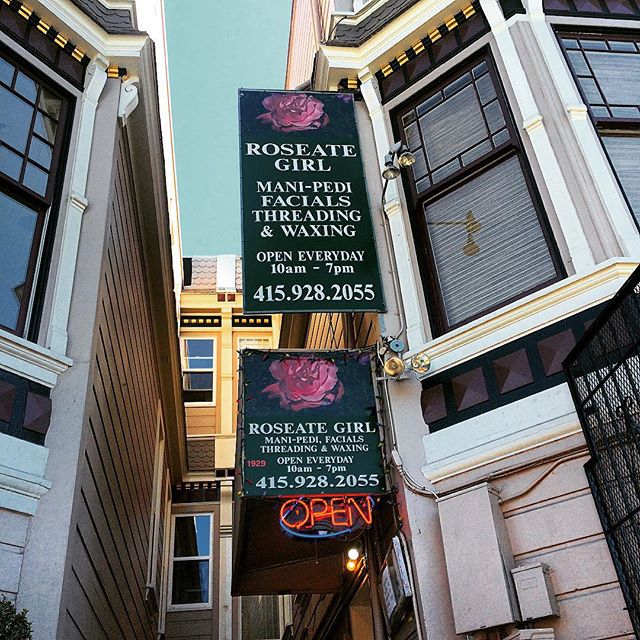 ROSEATE
GIRL
MANI-PEDI
FACIALS
THREADING
& WAXING
OPEN EVERYDAY
10am - 7pm
415.928.2055
ROSEATE GIRL
MANI-PEDI, FACIALS
THREADING & WAXING
OPEN EVERYDAY
1929
10am - 7pm
415.928.2055
OPEN